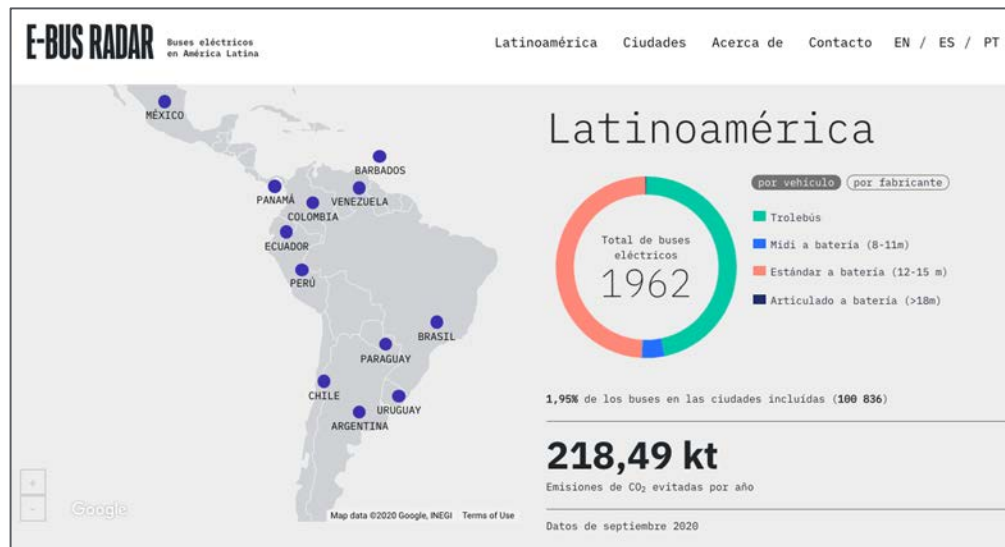 E-BUS RADAR
Buses eléctricos
en América Latina
Latinoamérica Ciudades Acerca de Contacto EN / ES / PT
MÉXICO
BARBADOS
PANAMÁ
VENEZUELA
COLOMBIA
ECUADOR
PERÚ
BRASIL
PARAGUAY
CHILE
URUGUAY
ARGENTINA
+
-
Google
Map data ©2020 Google, INEGI Terms of Use
Latinoamérica
por vehículo por fabricante
Total de buses
eléctricos
1962
Trolebús
Midi a batería (8-11m)
Estándar a batería (12-15 m)
Articulado a batería (>18m)
1,95% de los buses en las ciudades incluídas (100 836)
218,49 kt
Emisiones de CO₂ evitadas por año
Datos de septiembre 2020